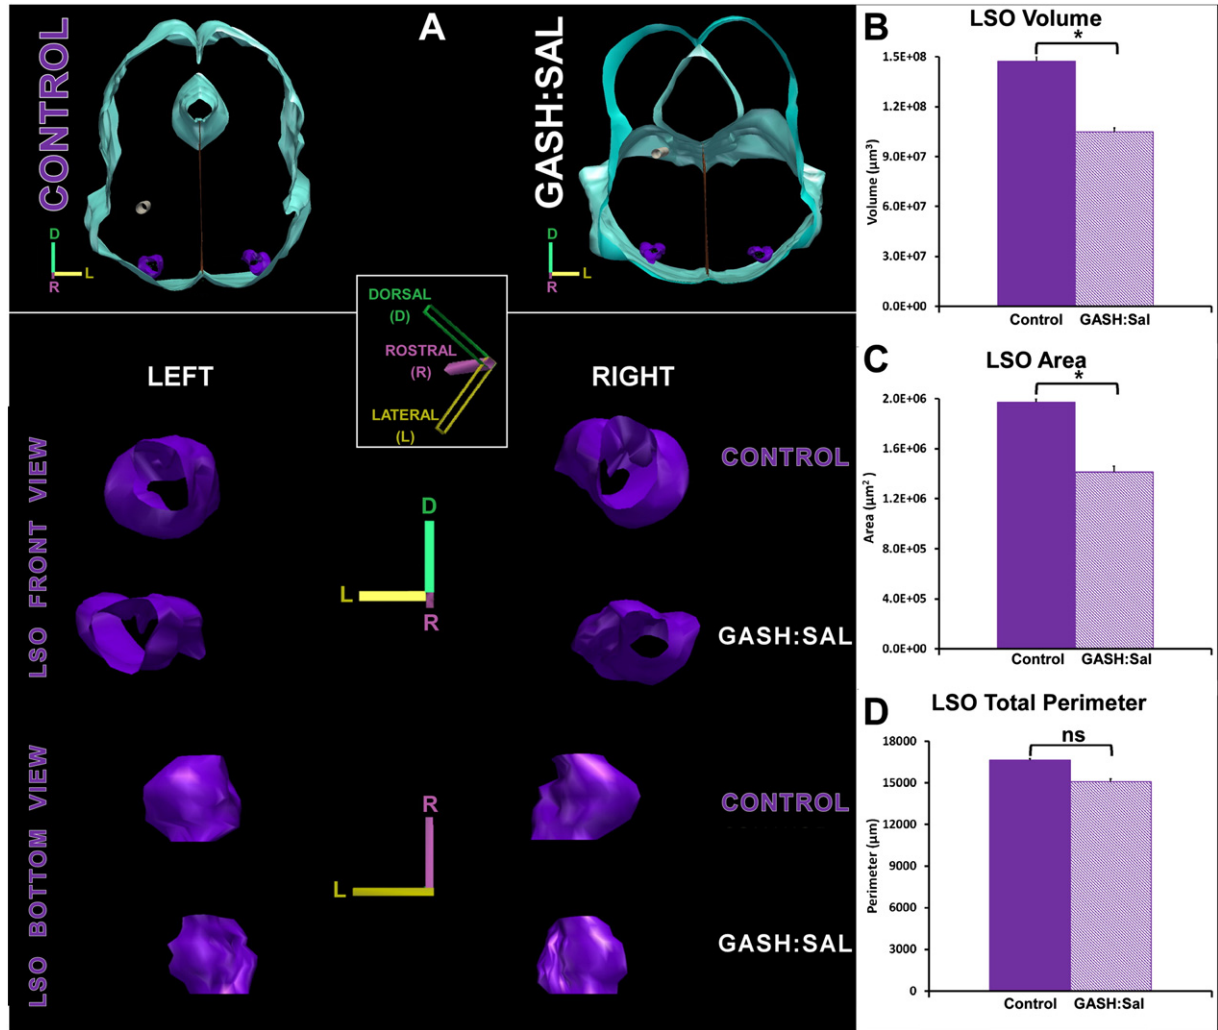 A
CONTROL
D
L
R
GASH:SAL
D
L
R
DORSAL
(D)
ROSTRAL
(R)
LATERAL
(L)
LEFT
RIGHT
LSO FRONT VIEW
CONTROL
D
L
R
GASH:SAL
LSO BOTTOM VIEW
CONTROL
R
L
GASH:SAL
B
LSO Volume
*
Volume (µm³)
1.5E+08
1.2E+08
9.0E+07
6.0E+07
3.0E+07
0.0E+00
Control GASH:Sal
C
LSO Area
*
Area (µm²)
2.0E+06
1.6E+06
1.2E+06
8.0E+05
4.0E+05
0.0E+00
Control GASH:Sal
D
LSO Total Perimeter
ns
Perimeter (µm)
18000
15000
12000
9000
6000
3000
0
Control GASH:Sal